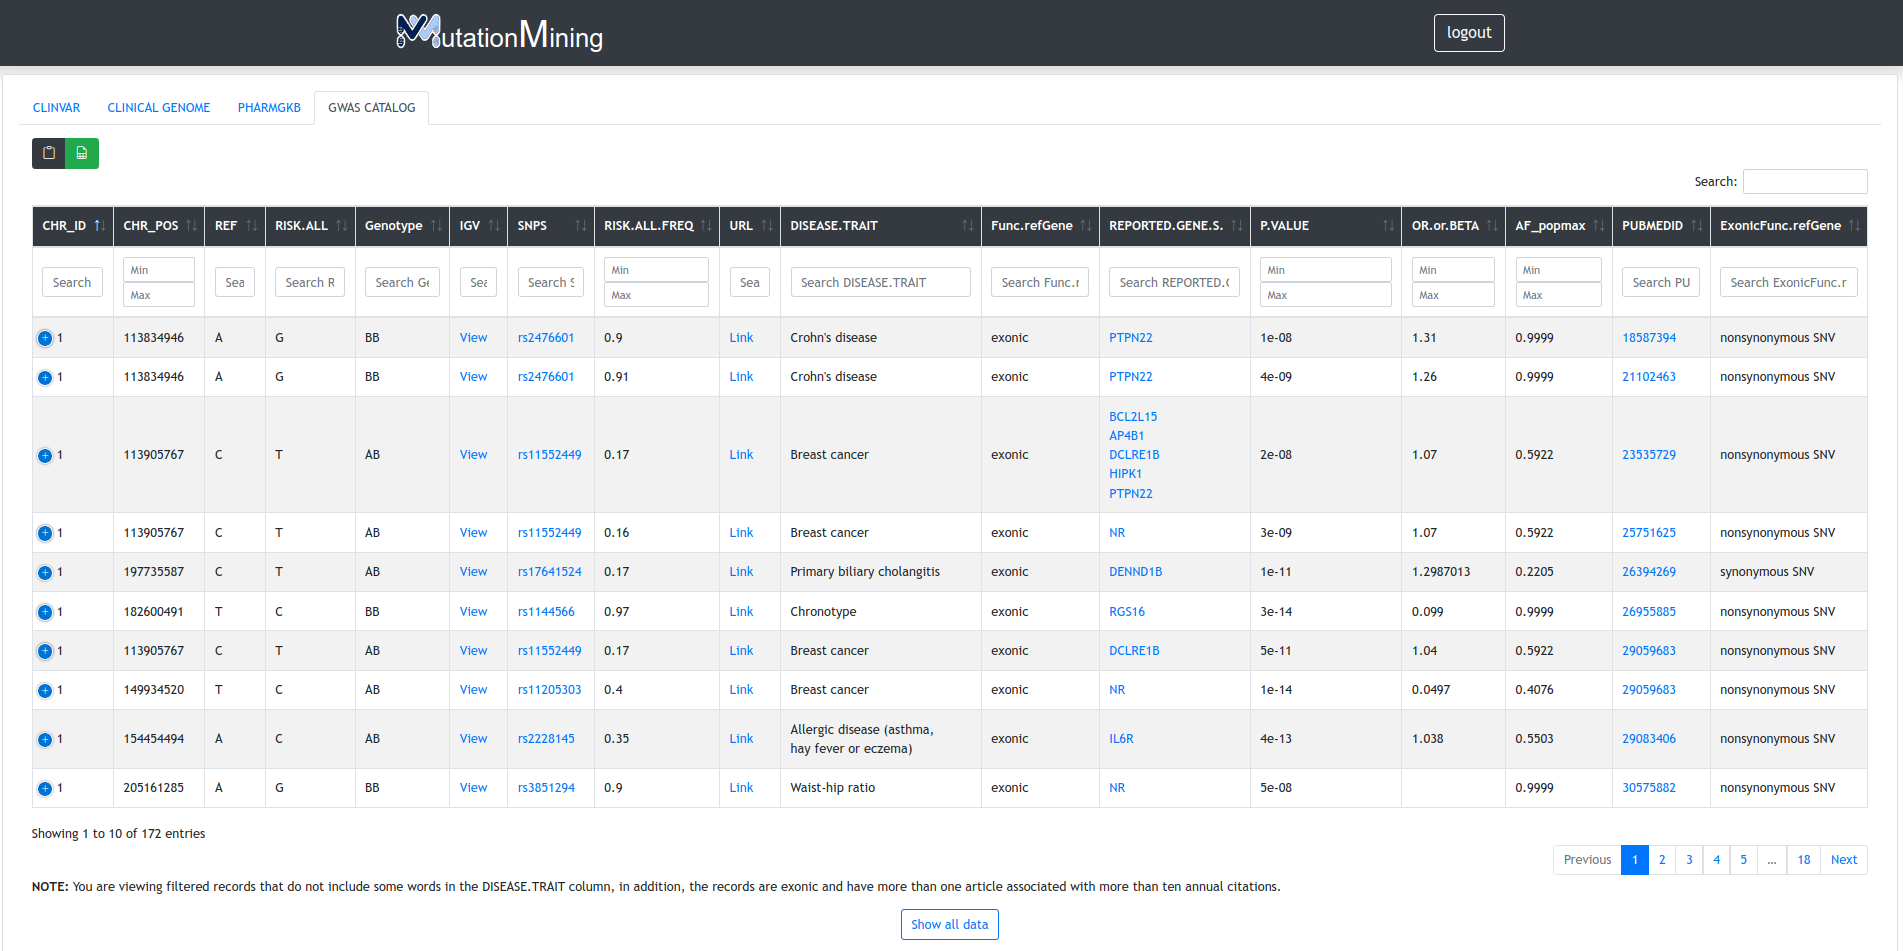 MutationMining
logout
CLINVAR CLINICAL GENOME PHARMGKB GWAS CATALOG
Search:
CHR_ID CHR_POS REF RISK.ALL Genotype IGV SNPS RISK.ALL.FREQ URL DISEASE.TRAIT Func.refGene REPORTED.GENE.S. P.VALUE OR.or.BETA AF_popmax PUBMEDID ExonicFunc.refGene
Min Min Min Min Min
Search Sea Search R Search Ge Sea Search S Sea Search DISEASE.TRAIT Search Func.r Search REPORTED.G Search PU Search ExonicFunc.r
Max Max Max Max Max
1 113834946 A G BB View rs2476601 0.9 Link Crohn's disease exonic PTPN22 1e-08 1.31 0.9999 18587394 nonsynonymous SNV
1 113834946 A G BB View rs2476601 0.91 Link Crohn's disease exonic PTPN22 4e-09 1.26 0.9999 21102463 nonsynonymous SNV
BCL2L15
AP4B1
1 113905767 C T AB View rs11552449 0.17 Link Breast cancer exonic DCLRE1B 2e-08 1.07 0.5922 23535729 nonsynonymous SNV
HIPK1
PTPN22
1 113905767 C T AB View rs11552449 0.16 Link Breast cancer exonic NR 3e-09 1.07 0.5922 25751625 nonsynonymous SNV
1 197735587 C T AB View rs17641524 0.17 Link Primary biliary cholangitis exonic DENND1B 1e-11 1.2987013 0.2205 26394269 synonymous SNV
1 182600491 T C BB View rs1144566 0.97 Link Chronotype exonic RGS16 3e-14 0.099 0.9999 26955885 nonsynonymous SNV
1 113905767 C T AB View rs11552449 0.17 Link Breast cancer exonic DCLRE1B 5e-11 1.04 0.5922 29059683 nonsynonymous SNV
1 149934520 T C AB View rs11205303 0.4 Link Breast cancer exonic NR 1e-14 0.0497 0.4076 29059683 nonsynonymous SNV
Allergic disease (asthma,
1 154454494 A C AB View rs2228145 0.35 Link hay fever or eczema) exonic IL6R 4e-13 1.038 0.5503 29083406 nonsynonymous SNV
1 205161285 A G BB View rs3851294 0.9 Link Waist-hip ratio exonic NR 5e-08 0.9999 30575882 nonsynonymous SNV
Showing 1 to 10 of 172 entries
Previous 1 2 3 4 5 … 18 Next
NOTE: You are viewing filtered records that do not include some words in the DISEASE.TRAIT column, in addition, the records are exonic and have more than one article associated with more than ten annual citations.
Show all data